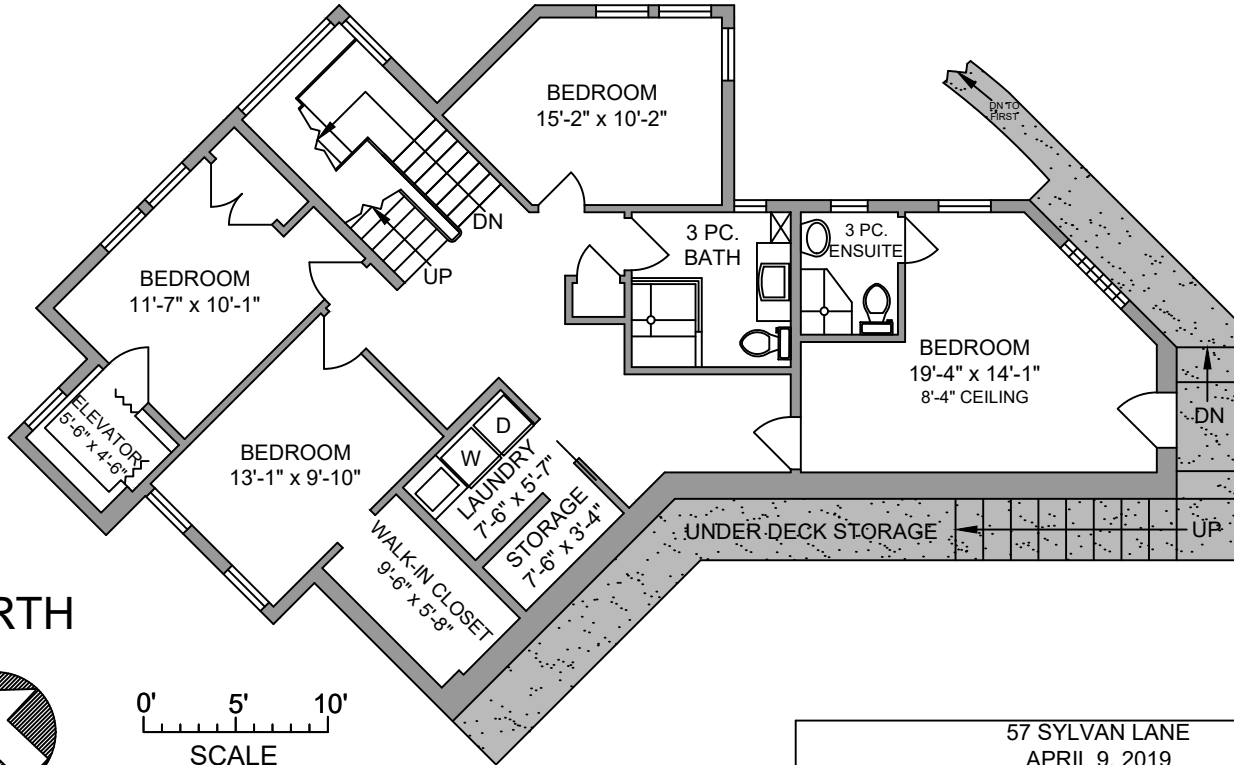 BEDROOM
15'-2" x 10'-2"
DN TO
FIRST
DN
UP
3 PC.
BATH
3 PC.
ENSUITE
BEDROOM
11'-7" x 10'-1"
BEDROOM
19'-4" x 14'-1"
8'-4" CEILING
DN
ELEVATOR
5'-6" x 4'-6"
BEDROOM
13'-1" x 9'-10"
D
W
LAUNDRY
7'-6" x 5'-7"
STORAGE
7'-6" x 3'-4"
WALK-IN CLOSET
9'-6" x 5'-8"
UNDER DECK STORAGE
UP
RTH
0' 5' 10'
SCALE
57 SYLVAN LANE
APRIL 9, 2019